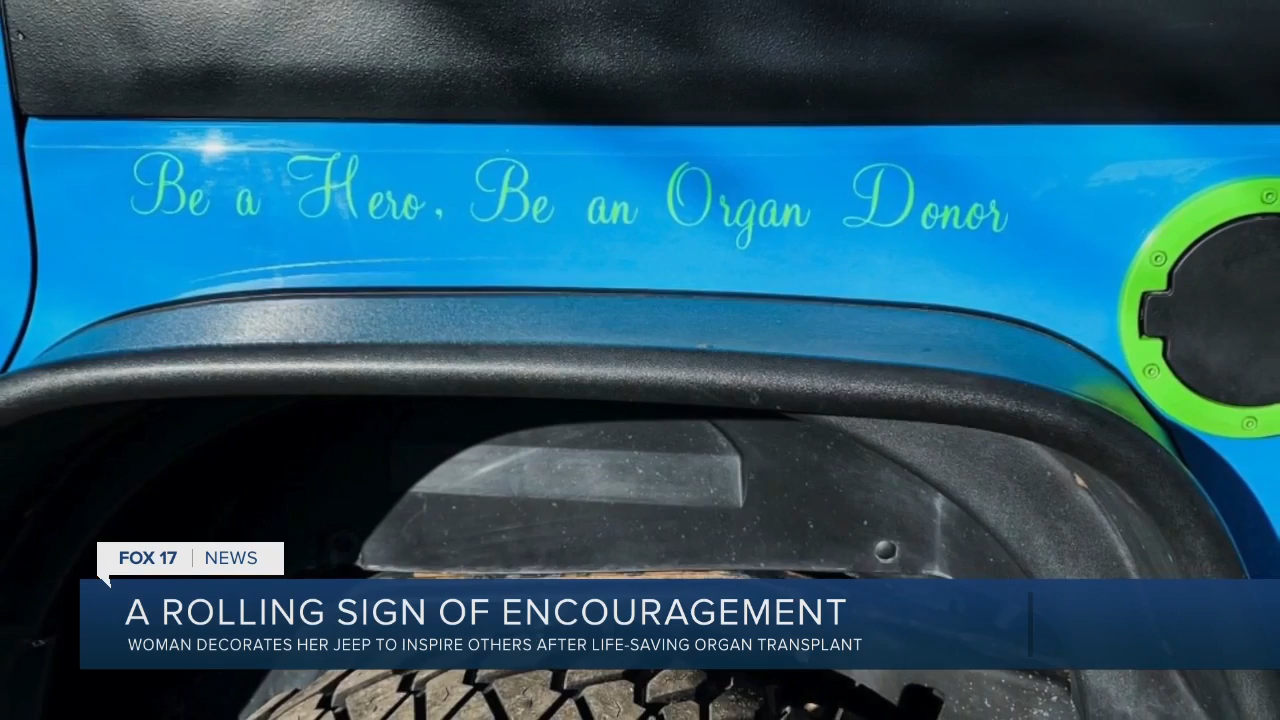 Be a Hero, Be an Organ Donor
FOX 17 NEWS
A ROLLING SIGN OF ENCOURAGEMENT
WOMAN DECORATES HER JEEP TO INSPIRE OTHERS AFTER LIFE-SAVING ORGAN TRANSPLANT